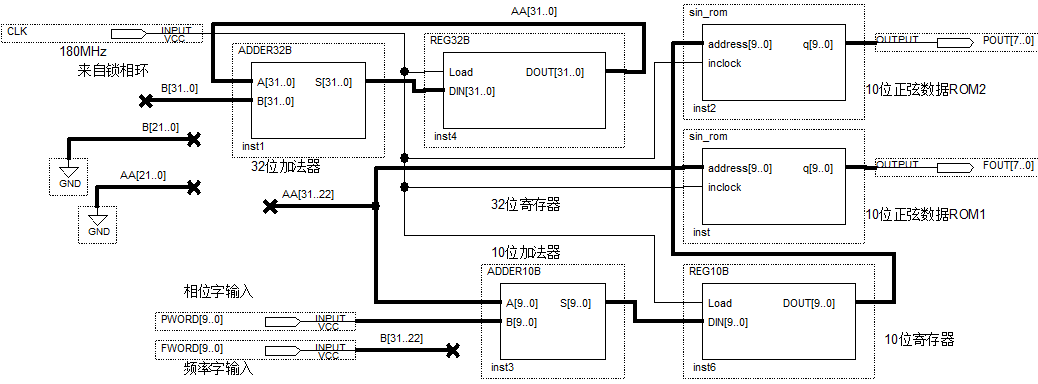 AA[31..0]
CLK
INPUT
VCC
180MHz
来自锁相环
ADDER32B
A[31..0]
B[31..0]
S[31..0]
inst1
32位加法器
REG32B
Load
DIN[31..0]
DOUT[31..0]
inst4
sin_rom
address[9..0]
q[9..0]
inclock
inst2
OUTPUT
POUT[7..0]
10位正弦数据ROM2
B[31..0]
B[21..0]
GND
AA[21..0]
GND
AA[31..22]
32位寄存器
sin_rom
address[9..0]
q[9..0]
inclock
inst
OUTPUT
FOUT[7..0]
10位正弦数据ROM1
10位加法器
ADDER10B
A[9..0]
B[9..0]
S[9..0]
inst3
REG10B
Load
DIN[9..0]
DOUT[9..0]
inst6
10位寄存器
相位字输入
PWORD[9..0]
INPUT
VCC
FWORD[9..0]
INPUT
VCC
B[31..22]
频率字输入